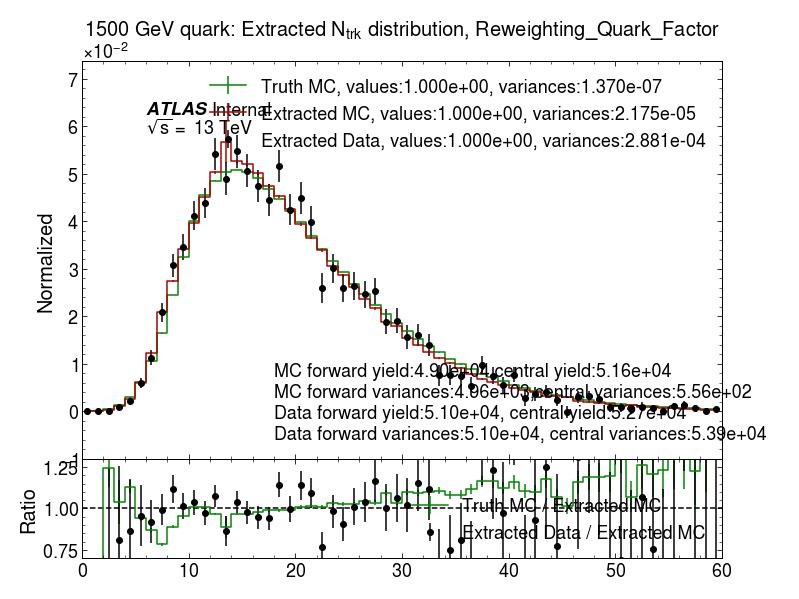 1500 GeV quark: Extracted Ntrk distribution, Reweighting_Quark_Factor
×10−2
Truth MC, values:1.000e+00, variances:1.370e-07
ATLAS Internal
Extracted MC, values:1.000e+00, variances:2.175e-05
√s = 13 TeV
Extracted Data, values:1.000e+00, variances:2.881e-04
Normalized
7
6
5
4
3
2
1
0
1
MC forward yield:4.90e+04, central yield:5.16e+04
MC forward variances:4.06e+02, central variances:5.56e+02
Data forward yield:5.10e+04, central yield:5.27e+04
Data forward variances:5.10e+04, central variances:5.39e+04
Ratio
1.25
1.00
0.75
Truth MC / Extracted MC
Extracted Data / Extracted MC
0 10 20 30 40 50 60